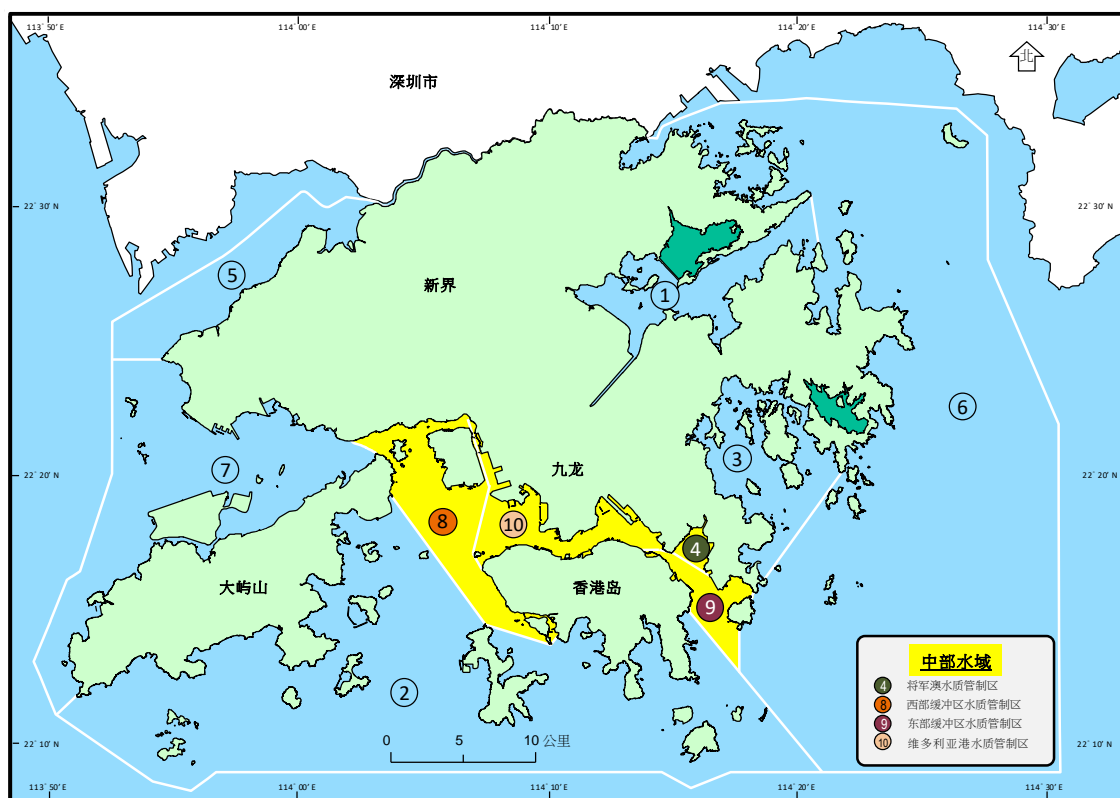 113° 50' E
114° 00' E
114° 10' E
114° 20' E
114° 30' E
北
深圳市
22° 30' N
22° 30' N
5
新界
1
6
3
7
九龙
22° 20' N
22° 20' N
8
10
4
大屿山
香港岛
9
2
中部水域
4 将军澳水质管制区
8 西部缓冲区水质管制区
9 东部缓冲区水质管制区
10 维多利亚港水质管制区
0 5 10 公里
22° 10' N
22° 10' N
113° 50' E
114° 00' E
114° 10' E
114° 20' E
114° 30' E